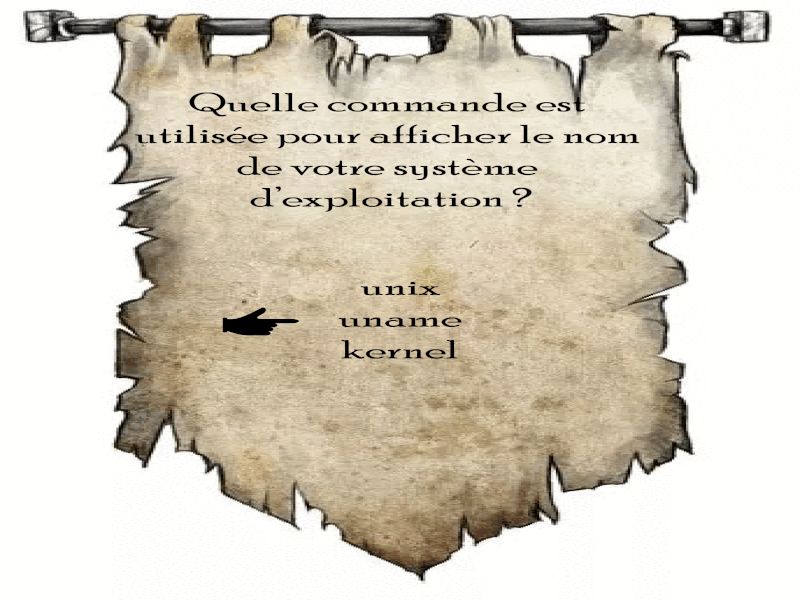 Quelle commande est
utilisée pour afficher le nom
de votre système
d'exploitation ?
unix
uname
kernel